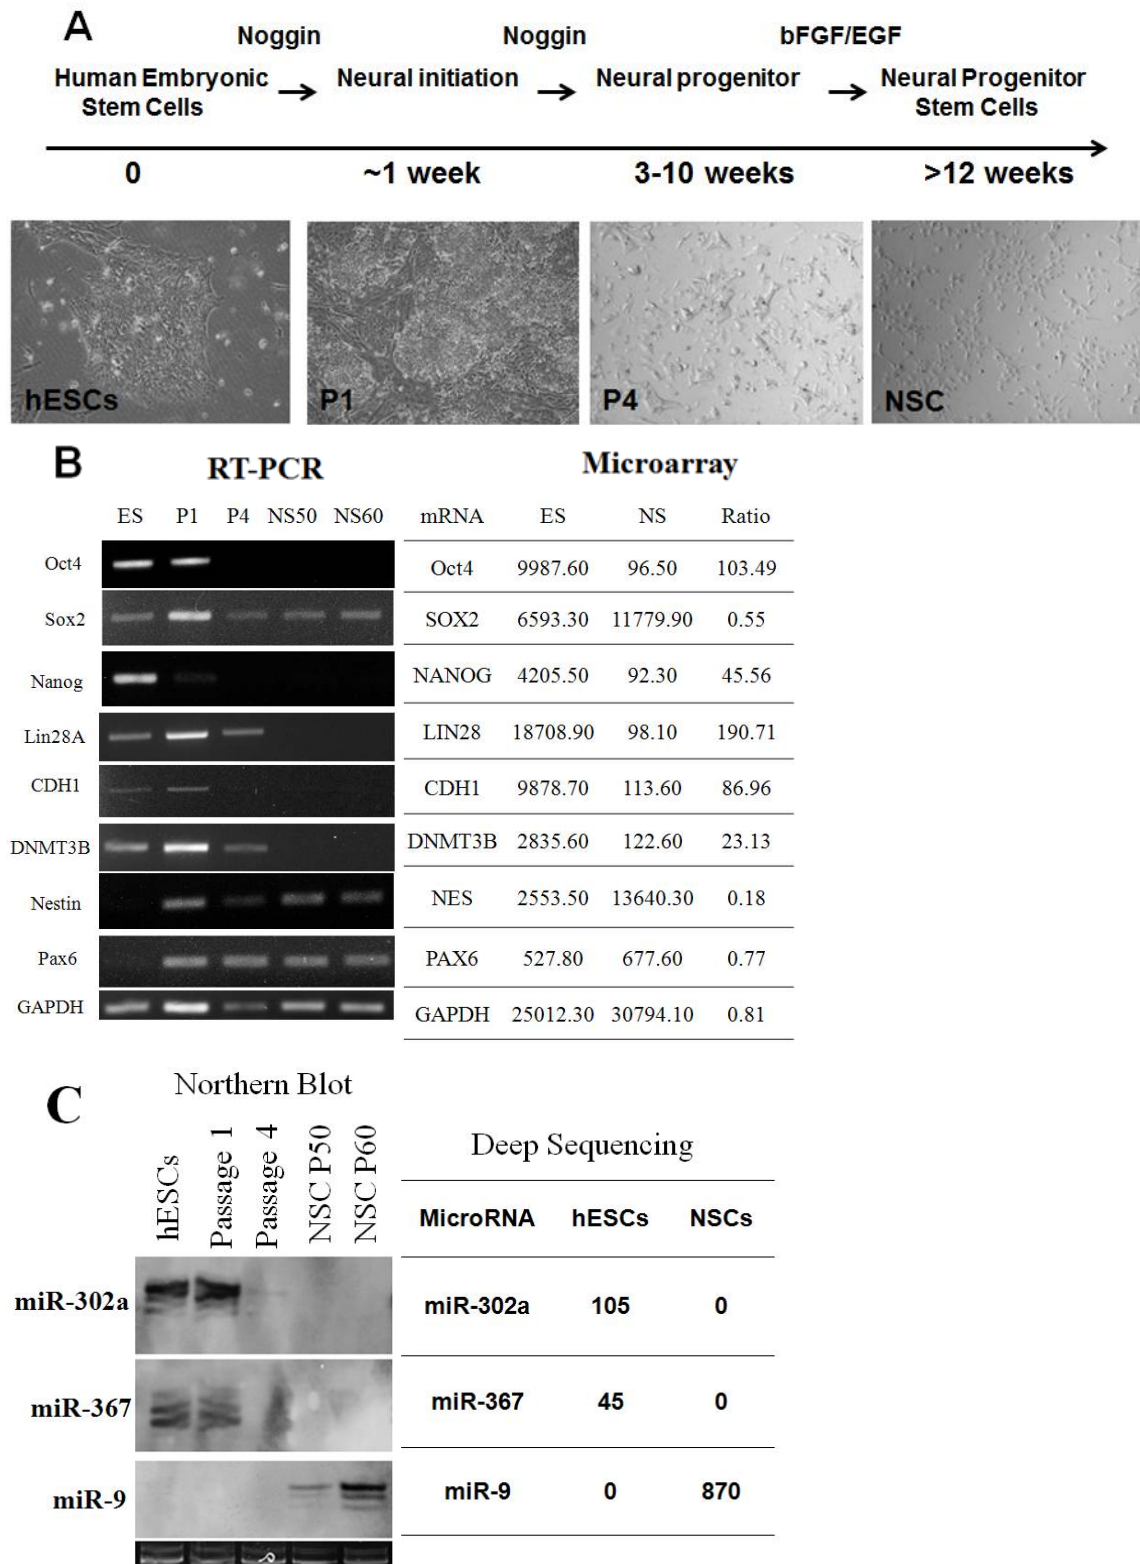 A
Noggin Noggin bFGF/EGF
Human Embryonic Stem Cells → Neural initiation → Neural progenitor → Neural Progenitor Stem Cells
0 ~1 week 3-10 weeks >12 weeks
hESCs P1 P4 NSC
B
RT-PCR
ES P1 P4 NS50 NS60
Oct4
Sox2
Nanog
Lin28A
CDH1
DNMT3B
Nestin
Pax6
GAPDH
Microarray
mRNA ES NS Ratio
Oct4 9987.60 96.50 103.49
SOX2 6593.30 11779.90 0.55
NANOG 4205.50 92.30 45.56
LIN28 18708.90 98.10 190.71
CDH1 9878.70 113.60 86.96
DNMT3B 2835.60 122.60 23.13
NES 2553.50 13640.30 0.18
PAX6 527.80 677.60 0.77
GAPDH 25012.30 30794.10 0.81
C
Northern Blot
hESCs
Passage 1
Passage 4
NSC P50
NSC P60
miR-302a
miR-367
miR-9
Deep Sequencing
MicroRNA hESCs NSCs
miR-302a 105 0
miR-367 45 0
miR-9 0 870